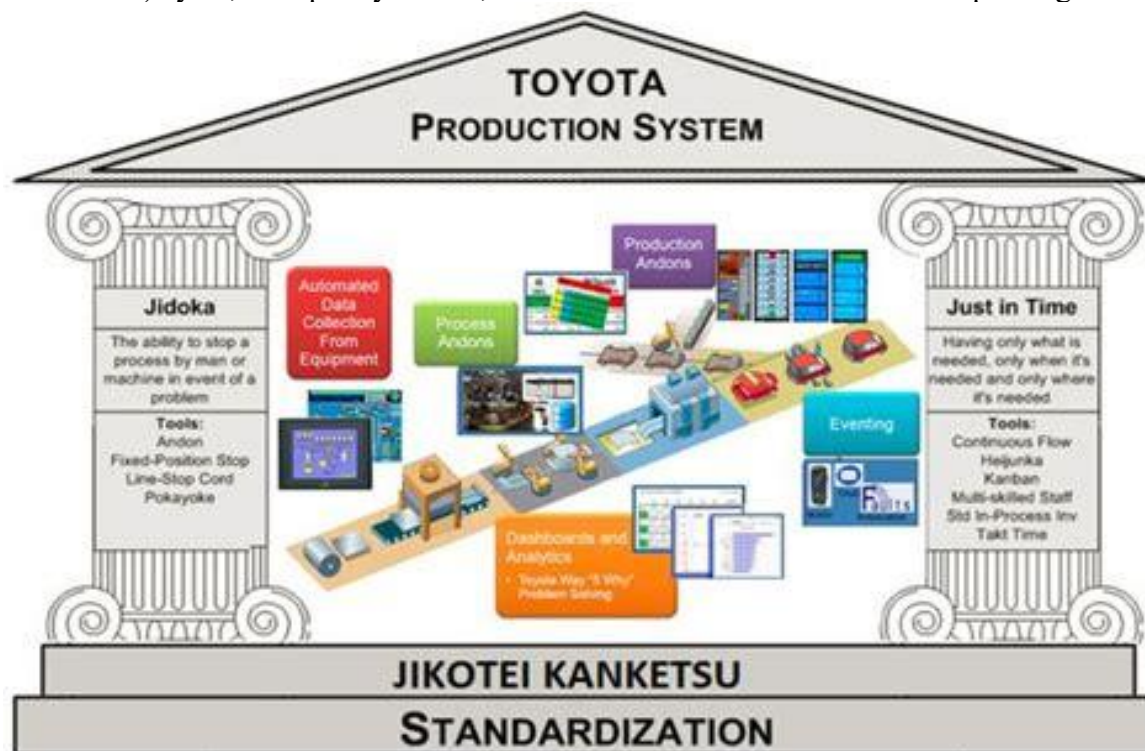 TOYOTA
PRODUCTION SYSTEM
Jidoka
The ability to stop a
process by man or
machine in event of a
problem
Tools:
Andon
Fixed-Position Stop
Line-Stop Cord
Pokayoke
Automated
Data
Collection
From
Equipment
Process
Andons
Production
Andons
Eventing
Faults
Dashboards and
Analytics
• Toyota Way "5 Why"
Problem Solving
Just in Time
Having only what is
needed, only when it's
needed and only where
it's needed
Tools:
Continuous Flow
Heijunka
Kanban
Multi-skilled Staff
Std In-Process Inv
Takt Time
JIKOTEI KANKETSU
STANDARDIZATION